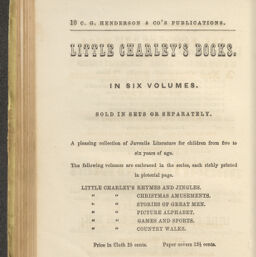 10 C. G. HENDERSON & CO'S PUBLICATIONS.
LITTLE CHARLEY'S BOOKS.
IN SIX VOLUMES.
SOLD IN SETS OR SEPARATELY.
A pleasing collection of Juvenile Literature for children from five to
six years of age.
The following volumes are embraced in the series, each richly printed
in pictorial page.
LITTLE CHARLEY'S RHYMES AND JINGLES.
" " CHRISTMAS AMUSEMENTS.
" " STORIES OF GREAT MEN.
" " PICTURE ALPHABET.
" " GAMES AND SPORTS.
" " COUNTRY WALKS.
Price in Cloth 25 cents. Paper covers 12½ cents.